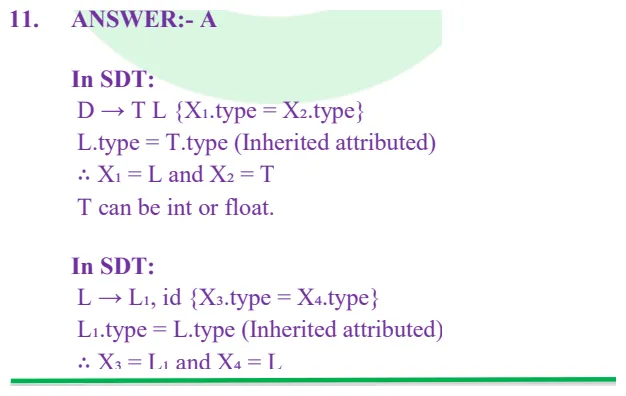 11. ANSWER:- A
In SDT:
D → T L {X₁.type = X₂.type}
L.type = T.type (Inherited attributed)
∴ X₁ = L and X₂ = T
T can be int or float.
In SDT:
L → L₁, id {X₃.type = X₄.type}
L₁.type = L.type (Inherited attributed)
∴ X₃ = L₁ and X₄ = L